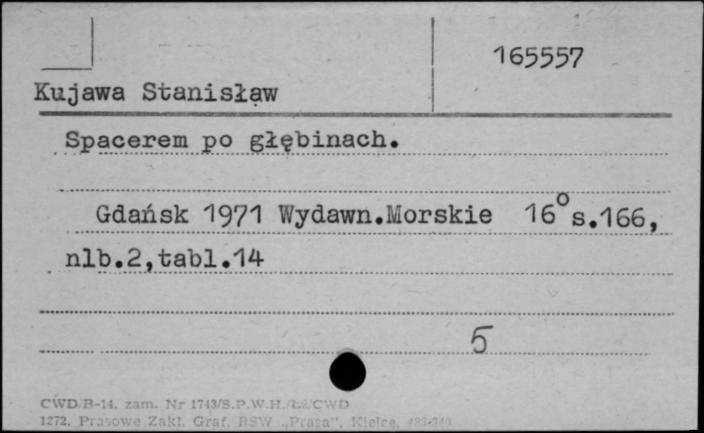 165557
Kujawa Stanisław
Spacerem po głębinach.
Gdańsk 1971 Wydawn.Morskie 16° s.166,
nlb.2,tabl.14
5
CWD/B-14. zam. Nr 1743/S.P.W.H./Ł2/CWD
1272. Prasowe Zakł. Graf. RSW „Prasa", Kielce,